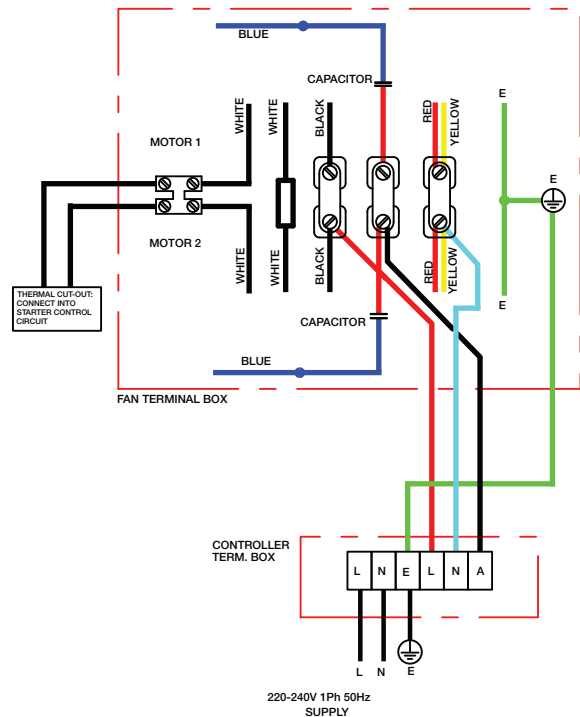 BLUE
CAPACITOR
WHITE
WHITE
BLACK
RED
YELLOW
E
MOTOR 1
E
MOTOR 2
WHITE
WHITE
BLACK
RED
YELLOW
E
THERMAL CUT-OUT:
CONNECT INTO
STARTER CONTROL
CIRCUIT
CAPACITOR
BLUE
FAN TERMINAL BOX
CONTROLLER
TERM. BOX
L N E L N A
L N E
220-240V 1Ph 50Hz
SUPPLY